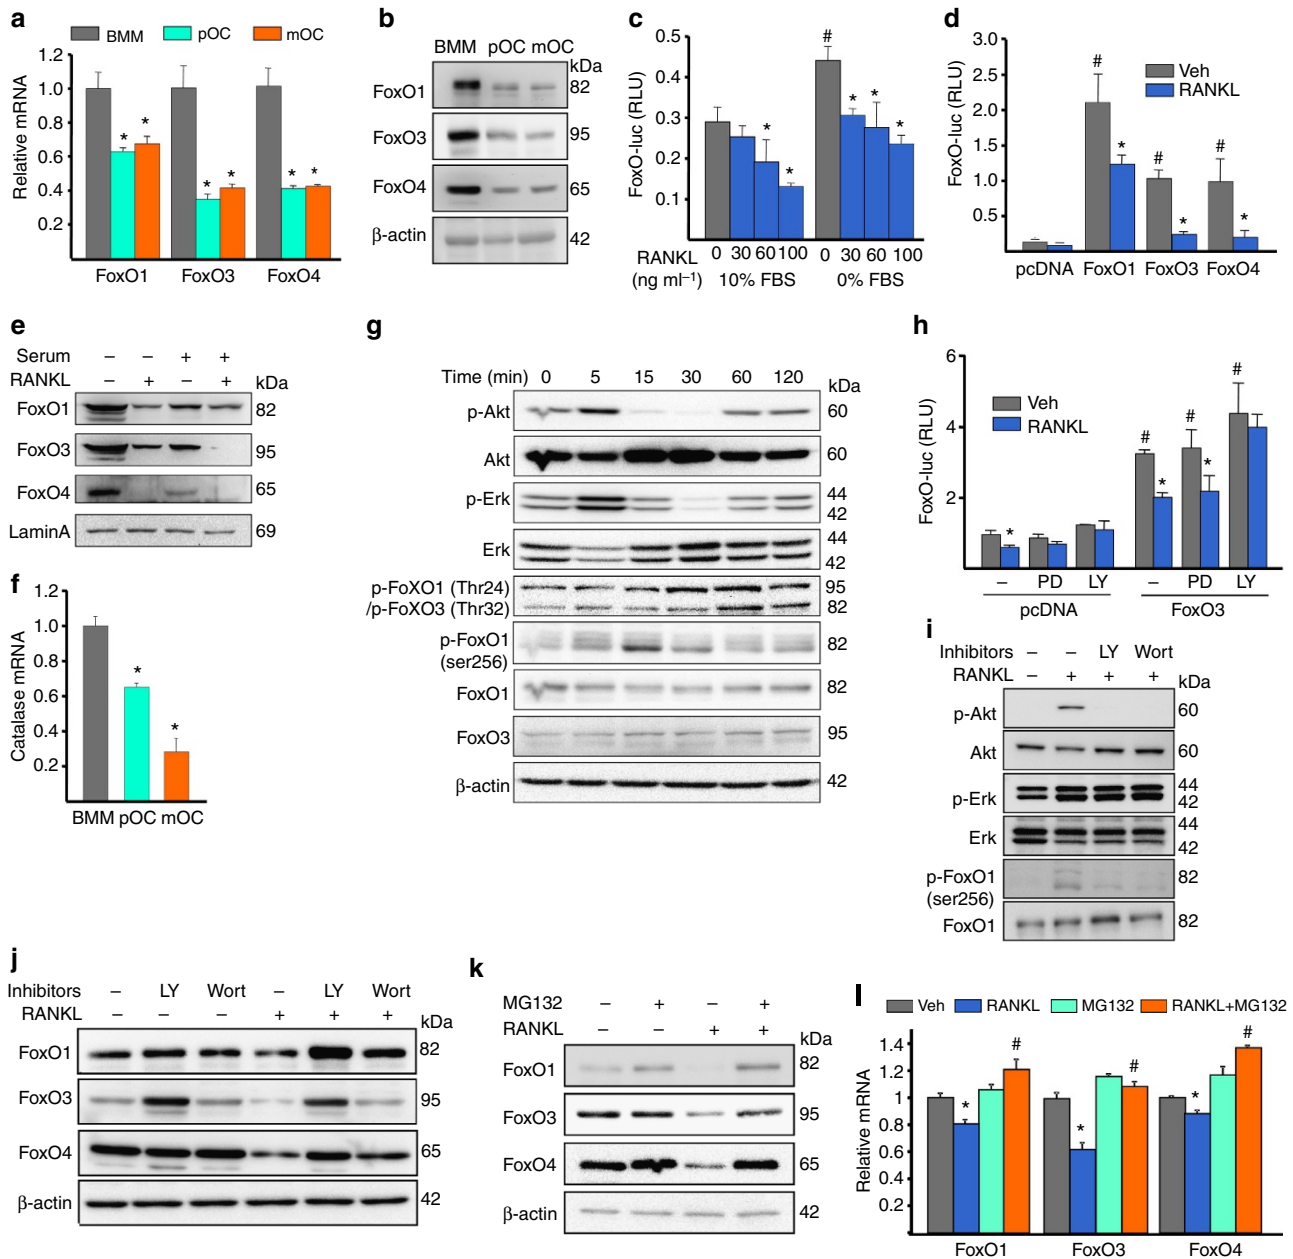 a
BMM pOC mOC
Relative mRNA
1.2
1.0
0.8
0.6
0.4
0.2
* * * * * *
FoxO1 FoxO3 FoxO4
b
BMM pOC mOC
kDa
FoxO1 82
FoxO3 95
FoxO4 65
β-actin 42
c
FoxO-luc (RLU)
0.5
0.4
0.3
0.2
0.1
* * # * * *
RANKL 0 30 60 100 0 30 60 100
(ng ml–1) 10% FBS 0% FBS
d
FoxO-luc (RLU)
3.0
2.5
2.0
1.5
1.0
0.5
Veh
RANKL
# * # * # *
pcDNA FoxO1 FoxO3 FoxO4
e
Serum – – + +
RANKL – + – + kDa
FoxO1 82
FoxO3 95
FoxO4 65
LaminA 69
f
Catalase mRNA
1.2
1.0
0.8
0.6
0.4
0.2
* *
BMM pOC mOC
g
Time (min) 0 5 15 30 60 120
kDa
p-Akt 60
Akt 60
p-Erk 44
42
Erk 44
42
p-FoXO1 (Thr24) 95
/p-FoXO3 (Thr32) 82
p-FoxO1 82
(ser256)
FoxO1 82
FoxO3 95
β-actin 42
h
FoxO-luc (RLU)
6
4
2
Veh
RANKL
* # * # * #
– PD LY – PD LY
pcDNA FoxO3
i
Inhibitors – – LY Wort
RANKL – + + +
kDa
p-Akt 60
Akt 60
p-Erk 44
42
Erk 44
42
p-FoxO1 82
(ser256)
FoxO1 82
j
Inhibitors – LY Wort – LY Wort
RANKL – – – + + +
kDa
FoxO1 82
FoxO3 95
FoxO4 65
β-actin 42
k
MG132 – + – +
RANKL – – + +
kDa
FoxO1 82
FoxO3 95
FoxO4 65
β-actin 42
l
Veh RANKL MG132 RANKL+MG132
Relative mRNA
1.4
1.2
1.0
0.8
0.6
0.4
0.2
* # * # * #
FoxO1 FoxO3 FoxO4